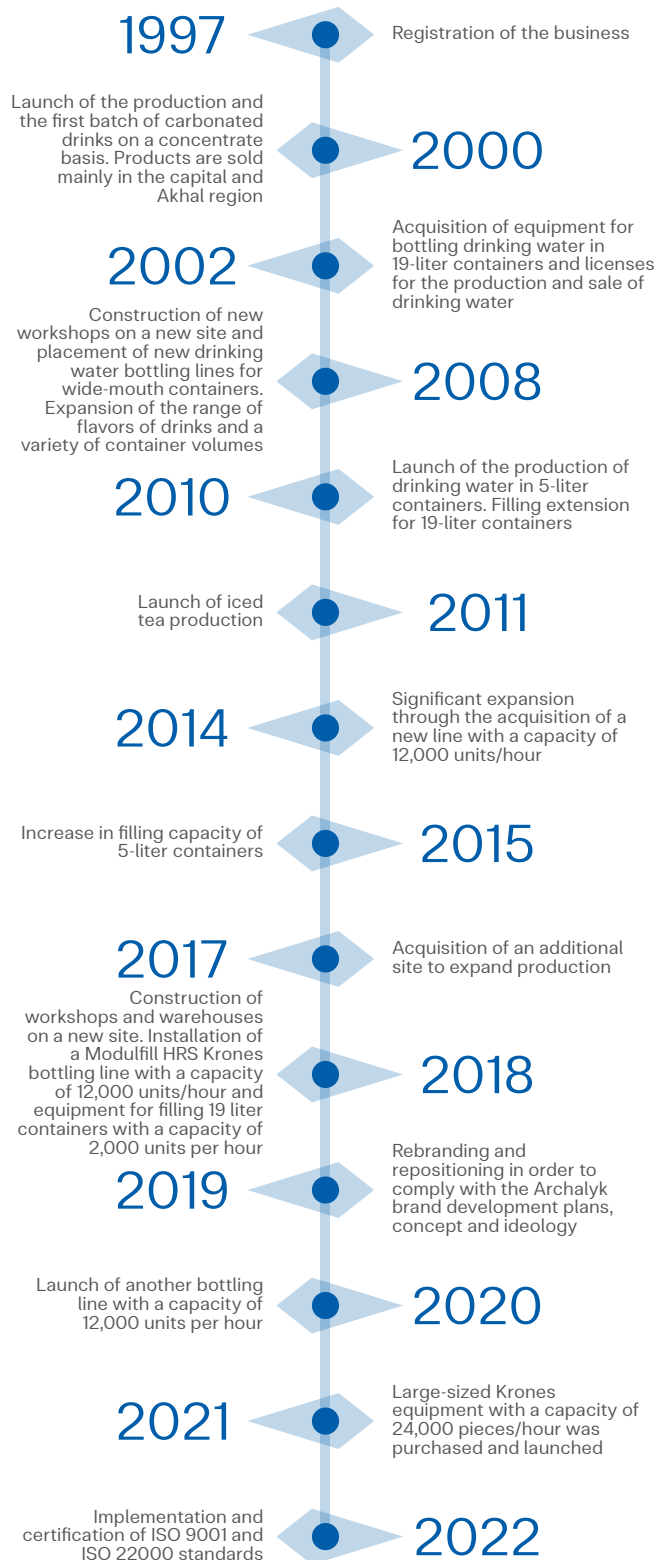 1997
Registration of the business
Launch of the production and
the first batch of carbonated
drinks on a concentrate
basis. Products are sold
mainly in the capital and
Akhal region
2000
2002
Acquisition of equipment for
bottling drinking water in
19-liter containers and licenses
for the production and sale of
drinking water
Construction of new
workshops on a new site and
placement of new drinking
water bottling lines for
wide-mouth containers.
Expansion of the range of
flavors of drinks and a
variety of container volumes
2008
2010
Launch of the production of
drinking water in 5-liter
containers. Filling extension
for 19-liter containers
Launch of iced
tea production
2011
2014
Significant expansion
through the acquisition of a
new line with a capacity of
12,000 units/hour
Increase in filling capacity of
5-liter containers
2015
2017
Acquisition of an additional
site to expand production
Construction of
workshops and warehouses
on a new site. Installation of
a Modulfill HRS Krones
bottling line with a capacity
of 12,000 units/hour and
equipment for filling 19 liter
containers with a capacity of
2,000 units per hour
2018
2019
Rebranding and
repositioning in order to
comply with the Archalyk
brand development plans,
concept and ideology
Launch of another bottling
line with a capacity of
12,000 units per hour
2020
2021
Large-sized Krones
equipment with a capacity of
24,000 pieces/hour was
purchased and launched
Implementation and
certification of ISO 9001 and
ISO 22000 standards
2022